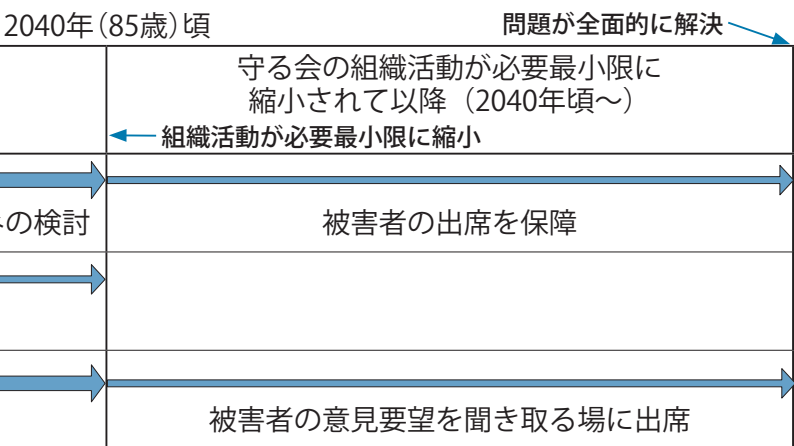 2040年（85歳）頃
問題が全面的に解決
守る会の組織活動が必要最小限に
縮小されて以降（2040年頃～）
組織活動が必要最小限に縮小
の検討
被害者の出席を保障
被害者の意見要望を聞き取る場に出席